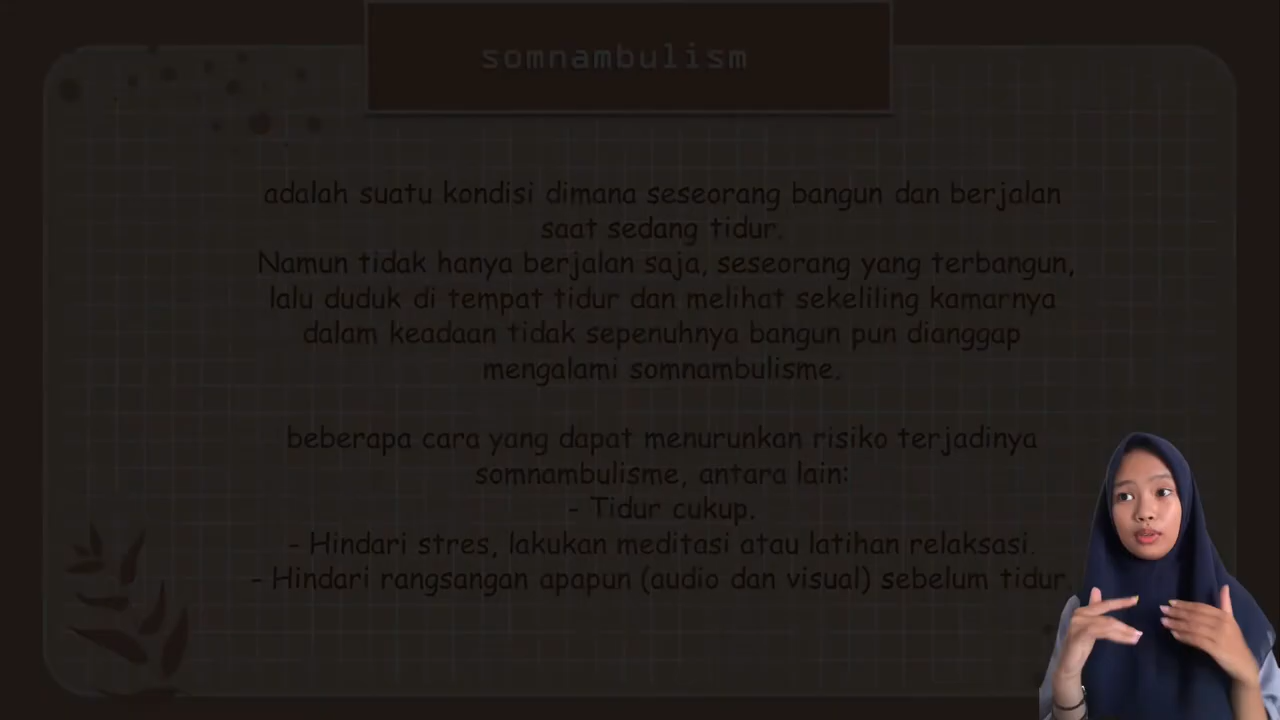 somnambulism
adalah suatu kondisi dimana seseorang bangun dan berjalan
saat sedang tidur.
Namun tidak hanya berjalan saja, seseorang yang terbangun,
lalu duduk di tempat tidur dan melihat sekeliling kamarnya
dalam keadaan tidak sepenuhnya bangun pun dianggap
mengalami somnambulisme.
beberapa cara yang dapat menurunkan risiko terjadinya
somnambulisme, antara lain:
- Tidur cukup.
- Hindari stres, lakukan meditasi atau latihan relaksasi.
- Hindari rangsangan apapun (audio dan visual) sebelum tidur.